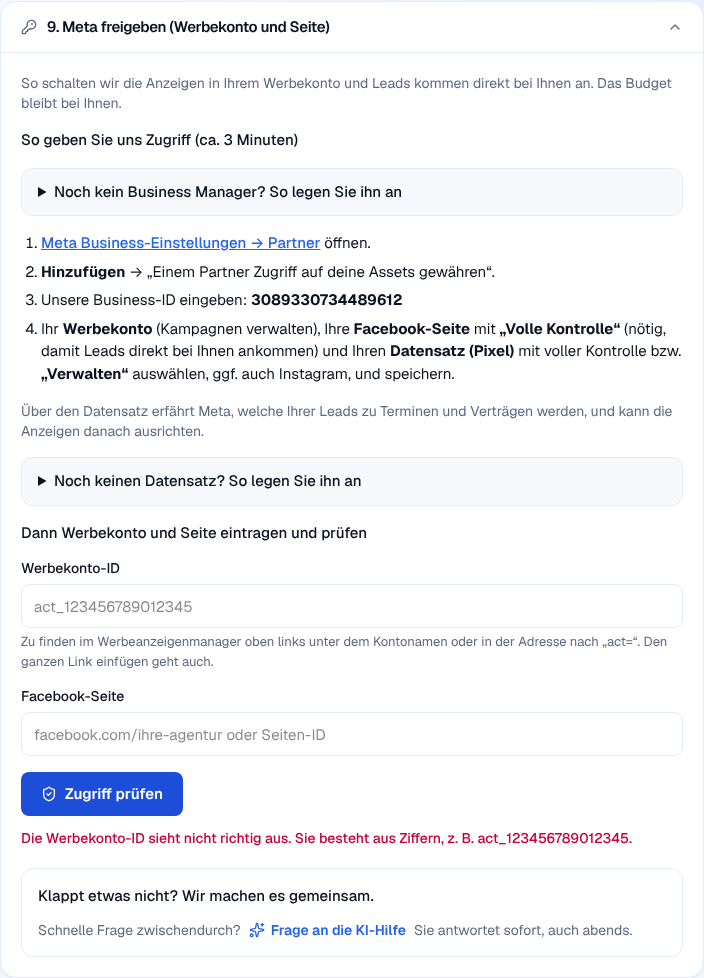 9. Meta freigeben (Werbekonto und Seite)
So schalten wir die Anzeigen in Ihrem Werbekonto und Leads kommen direkt bei Ihnen an. Das Budget
bleibt bei Ihnen.
So geben Sie uns Zugriff (ca. 3 Minuten)
Noch kein Business Manager? So legen Sie ihn an
1. Meta Business-Einstellungen → Partner öffnen.
2. Hinzufügen → „Einem Partner Zugriff auf deine Assets gewähren“.
3. Unsere Business-ID eingeben: 3089330734489612
4. Ihr Werbekonto (Kampagnen verwalten), Ihre Facebook-Seite mit „Volle Kontrolle“ (nötig,
damit Leads direkt bei Ihnen ankommen) und Ihren Datensatz (Pixel) mit voller Kontrolle bzw.
„Verwalten“ auswählen, ggf. auch Instagram, und speichern.
Über den Datensatz erfährt Meta, welche Ihrer Leads zu Terminen und Verträgen werden, und kann die
Anzeigen danach ausrichten.
Noch keinen Datensatz? So legen Sie ihn an
Dann Werbekonto und Seite eintragen und prüfen
Werbekonto-ID
act_123456789012345
Zu finden im Werbeanzeigenmanager oben links unter dem Kontonamen oder in der Adresse nach „act=“. Den
ganzen Link einfügen geht auch.
Facebook-Seite
facebook.com/ihre-agentur oder Seiten-ID
Zugriff prüfen
Die Werbekonto-ID sieht nicht richtig aus. Sie besteht aus Ziffern, z. B. act_123456789012345.
Klappt etwas nicht? Wir machen es gemeinsam.
Schnelle Frage zwischendurch? Frage an die KI-Hilfe Sie antwortet sofort, auch abends.